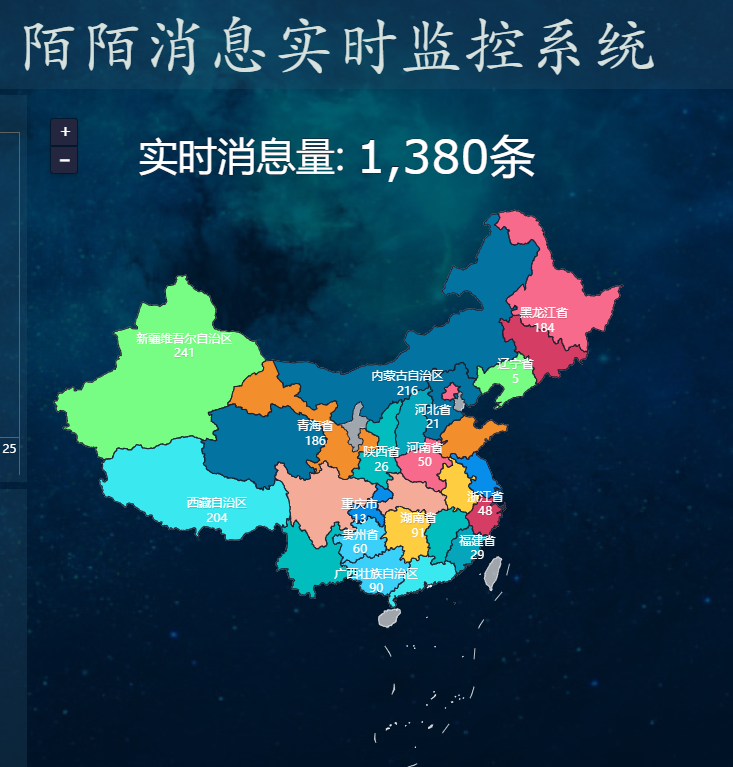 陌陌消息实时监控系统
+
实时消息量: 1,380条
−
黑龙江省
184
新疆维吾尔自治区
241
辽宁省
5
内蒙古自治区
216
河北省
21
青海省
186
25
河南省
50
陕西省
26
西藏自治区
204
浙江省
48
重庆市
13
湖南省
91
贵州省
60
福建省
29
广西壮族自治区
90